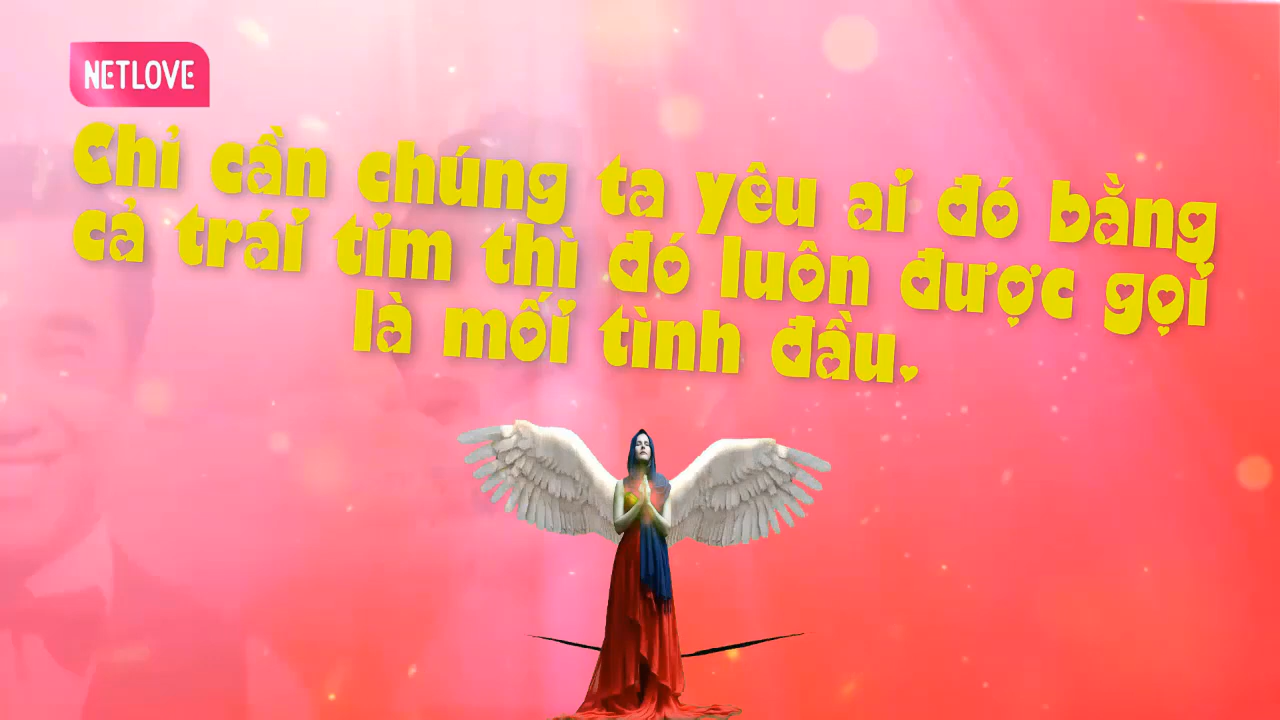 NETLOVE
Chỉ cần chúng ta yêu ai đó bằng
cả trái tim thì đó luôn được gọi
là mối tình đầu.